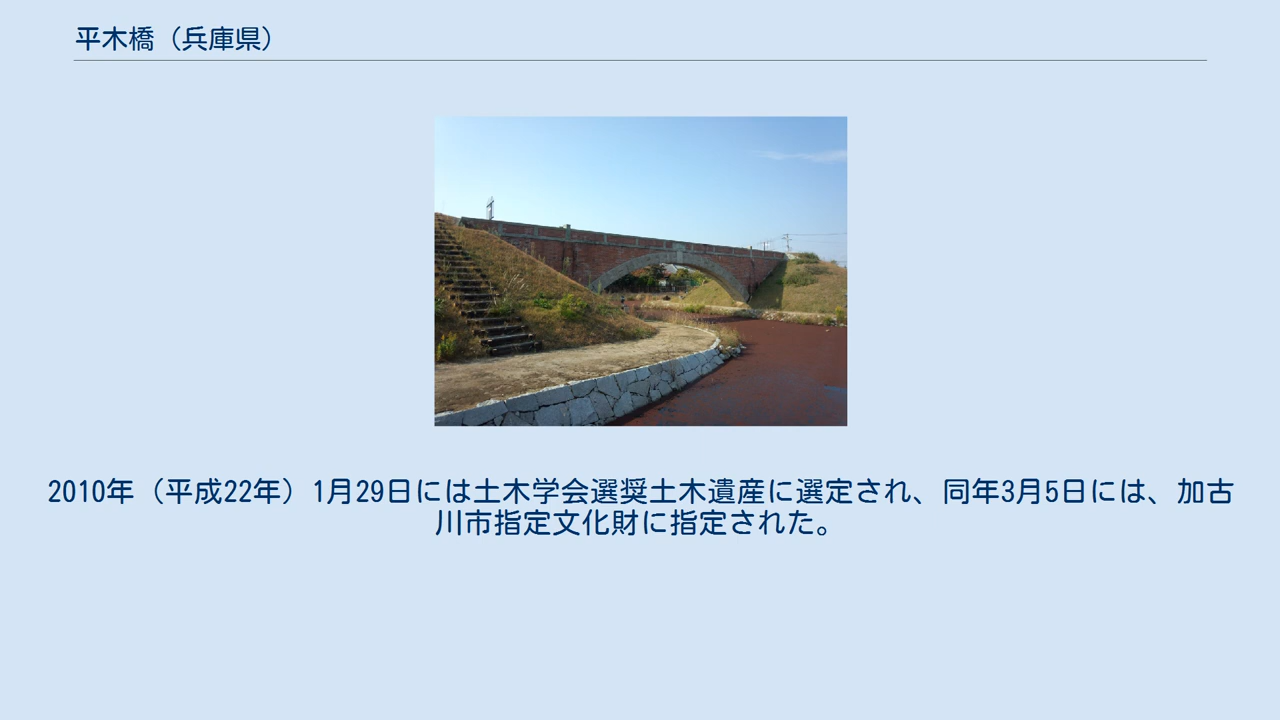 平木橋（兵庫県）
2010年（平成22年）1月29日には土木学会選奨土木遺産に選定され、同年3月5日には、加古
川市指定文化財に指定された。